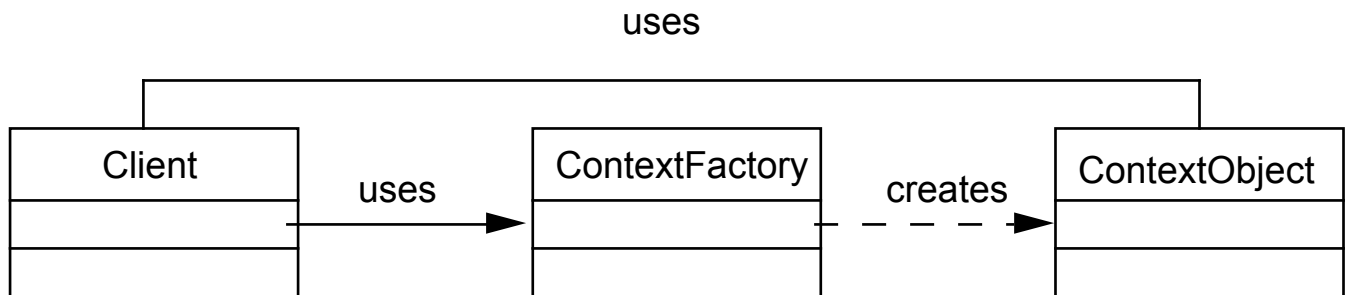 uses
Client
uses
ContextFactory
creates
ContextObject